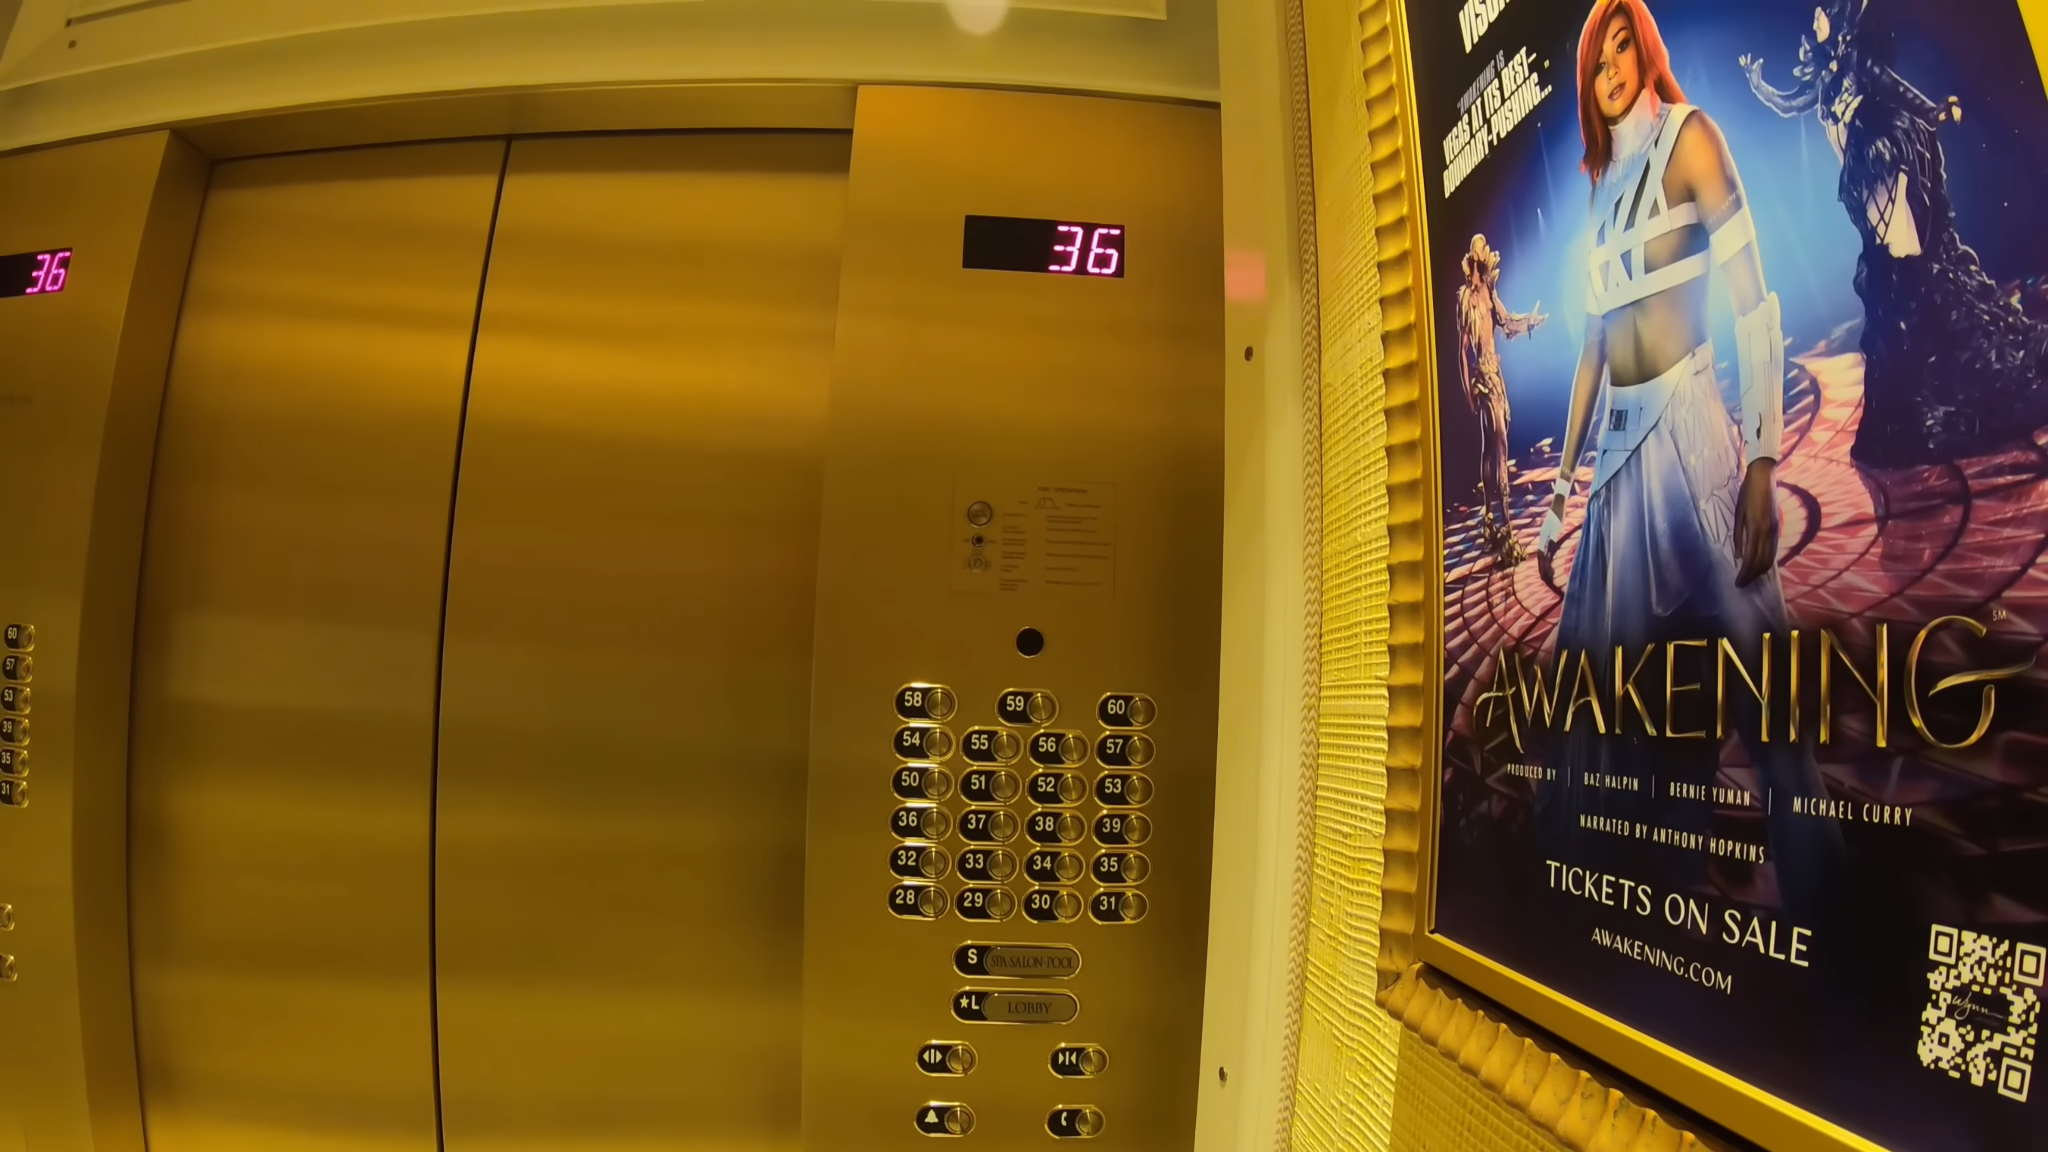 36
60
57
53
39
35
31
36
58 59 60
54 55 56 57
50 51 52 53
36 37 38 39
32 33 34 35
28 29 30 31
S SPA·SALON·POOL
★L LOBBY
"AWAKENING IS
VEGAS AT ITS BEST–
BOUNDARY-PUSHING..."
AWAKENING℠
PRODUCED BY | BAZ HALPIN | BERNIE YUMAN | MICHAEL CURRY
NARRATED BY ANTHONY HOPKINS
TICKETS ON SALE
AWAKENING.COM
Wynn